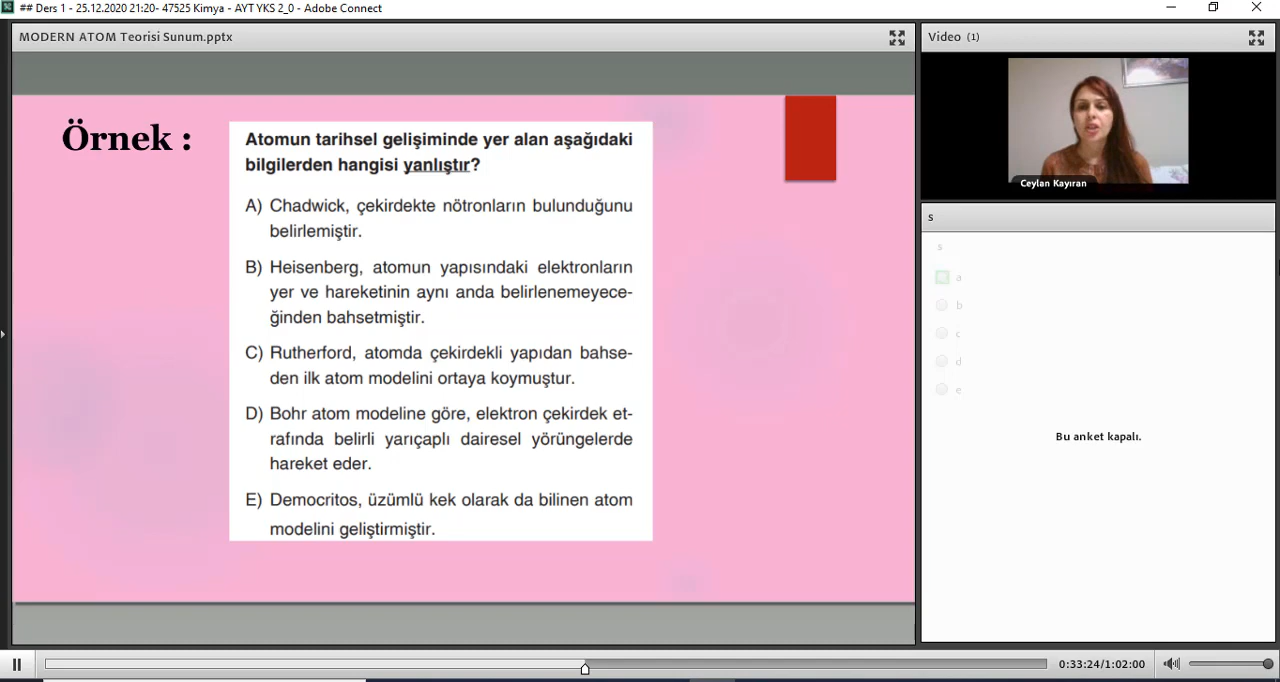 ## Ders 1 - 25.12.2020 21:20- 47525 Kimya - AYT YKS 2_0 - Adobe Connect
MODERN ATOM Teorisi Sunum.pptx
Örnek :
Atomun tarihsel gelişiminde yer alan aşağıdaki
bilgilerden hangisi yanlıştır?
A) Chadwick, çekirdekte nötronların bulunduğunu
belirlemiştir.
B) Heisenberg, atomun yapısındaki elektronların
yer ve hareketinin aynı anda belirlenemeyece-
ğinden bahsetmiştir.
C) Rutherford, atomda çekirdekli yapıdan bahse-
den ilk atom modelini ortaya koymuştur.
D) Bohr atom modeline göre, elektron çekirdek et-
rafında belirli yarıçaplı dairesel yörüngelerde
hareket eder.
E) Democritos, üzümlü kek olarak da bilinen atom
modelini geliştirmiştir.
Video (1)
Ceylan Kayıran
s
s
a
b
c
d
e
Bu anket kapalı.
0:33:24/1:02:00